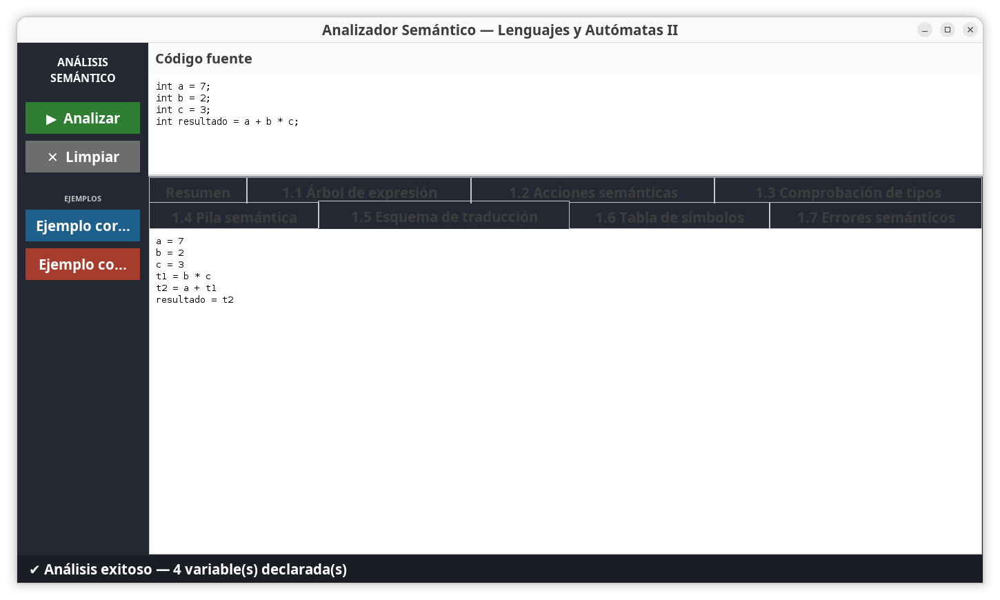 Analizador Semántico — Lenguajes y Autómatas II
ANÁLISIS
SEMÁNTICO
▶ Analizar
✕ Limpiar
EJEMPLOS
Ejemplo cor...
Ejemplo co...
Código fuente
int a = 7;
int b = 2;
int c = 3;
int resultado = a + b * c;
Resumen
1.1 Árbol de expresión
1.2 Acciones semánticas
1.3 Comprobación de tipos
1.4 Pila semántica
1.5 Esquema de traducción
1.6 Tabla de símbolos
1.7 Errores semánticos
a = 7
b = 2
c = 3
t1 = b * c
t2 = a + t1
resultado = t2
✔ Análisis exitoso — 4 variable(s) declarada(s)